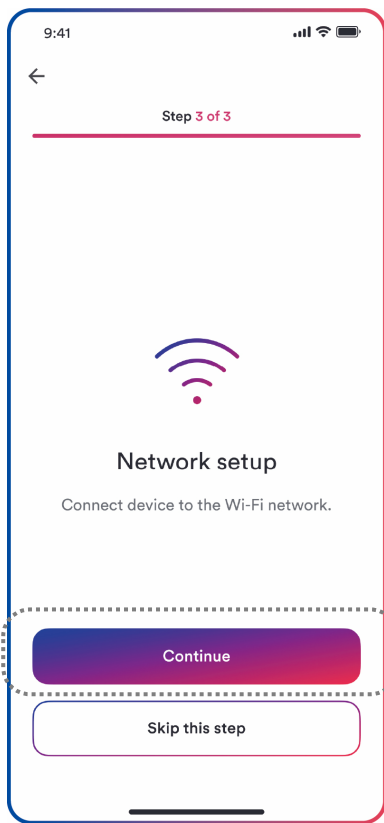 9:41
Step 3 of 3
Network setup
Connect device to the Wi-Fi network.
Continue
Skip this step